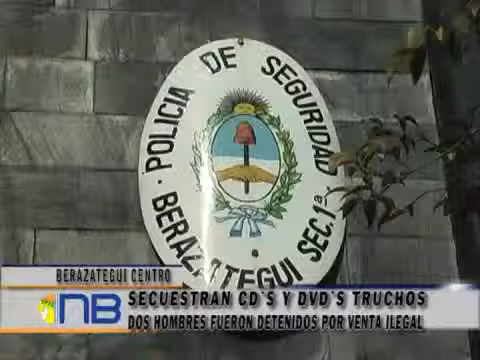 POLICIA DE SEGURIDAD
BERAZATEGUI SEC. 1ª
BERAZATEGUI CENTRO
NB
SECUESTRAN CD'S Y DVD'S TRUCHOS
DOS HOMBRES FUERON DETENIDOS POR VENTA ILEGAL